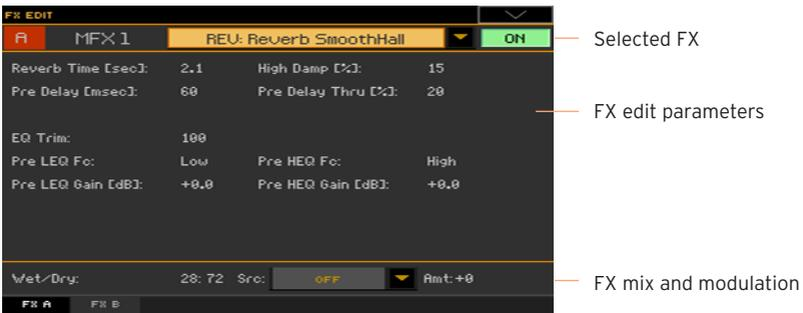 FX EDIT
A MFX 1 REV: Reverb SmoothHall ON
Selected FX
Reverb Time [sec]: 2.1 High Damp [%]: 15
Pre Delay [msec]: 60 Pre Delay Thru [%]: 20
FX edit parameters
EQ Trim: 100
Pre LEQ Fc: Low Pre HEQ Fc: High
Pre LEQ Gain [dB]: +0.0 Pre HEQ Gain [dB]: +0.0
Wet/Dry: 28: 72 Src: OFF Amt:+0
FX mix and modulation
FX A FX B